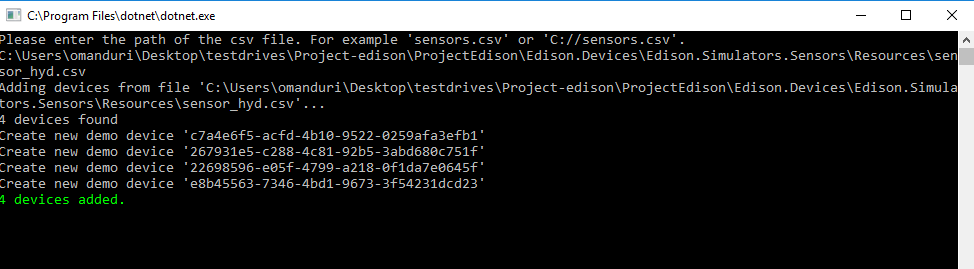 C:\Program Files\dotnet\dotnet.exe
Please enter the path of the csv file. For example 'sensors.csv' or 'C://sensors.csv'.
C:\Users\omanduri\Desktop\testdrives\Project-edison\ProjectEdison\Edison.Devices\Edison.Simulators.Sensors\Resources\sen
sor_hyd.csv
Adding devices from file 'C:\Users\omanduri\Desktop\testdrives\Project-edison\ProjectEdison\Edison.Devices\Edison.Simula
tors.Sensors\Resources\sensor_hyd.csv'...
4 devices found
Create new demo device 'c7a4e6f5-acfd-4b10-9522-0259afa3efb1'
Create new demo device '267931e5-c288-4c81-92b5-3abd680c751f'
Create new demo device '22698596-e05f-4799-a218-0f1da7e0645f'
Create new demo device 'e8b45563-7346-4bd1-9673-3f54231dcd23'
4 devices added.